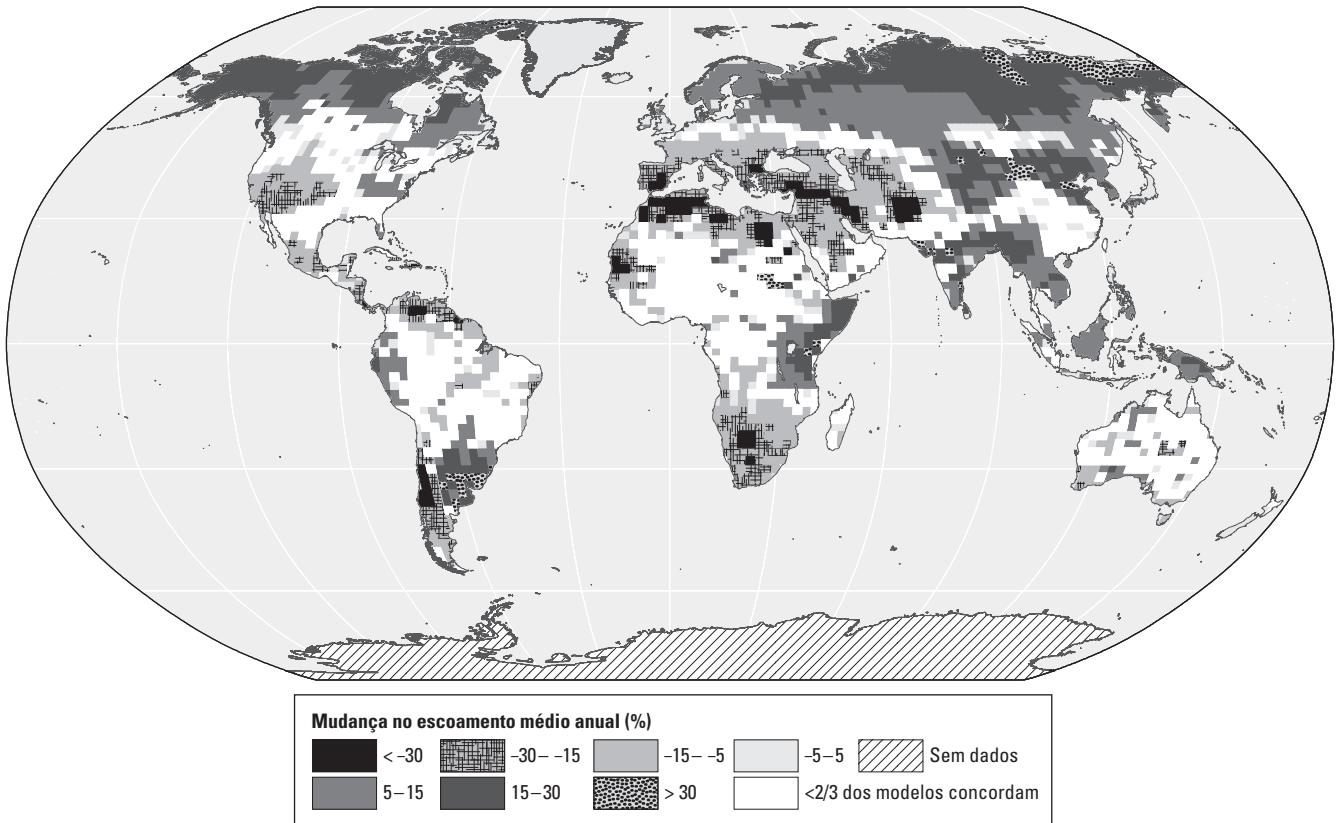 Mudança no escoamento médio anual (%)
< –30 –30– –15 –15– –5 –5–5 Sem dados
5–15 15–30 > 30 <2/3 dos modelos concordam